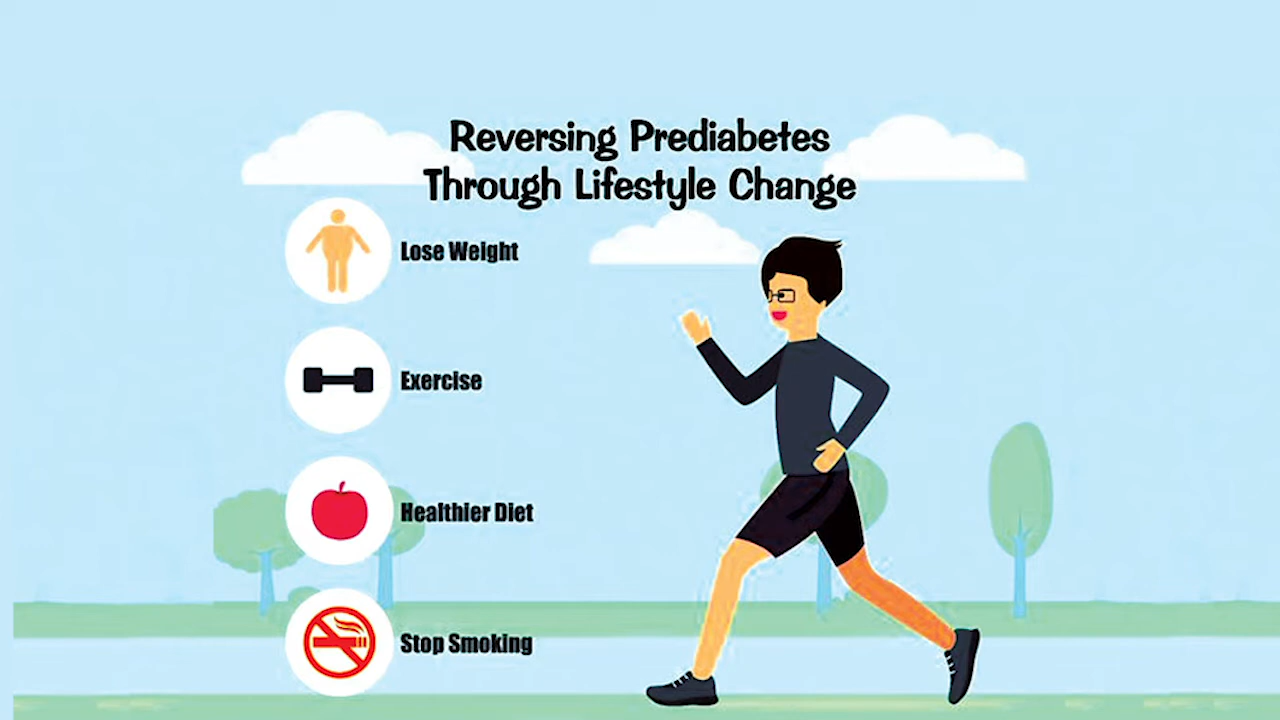 Reversing Prediabetes
Through Lifestyle Change
Lose Weight
Exercise
Healthier Diet
Stop Smoking